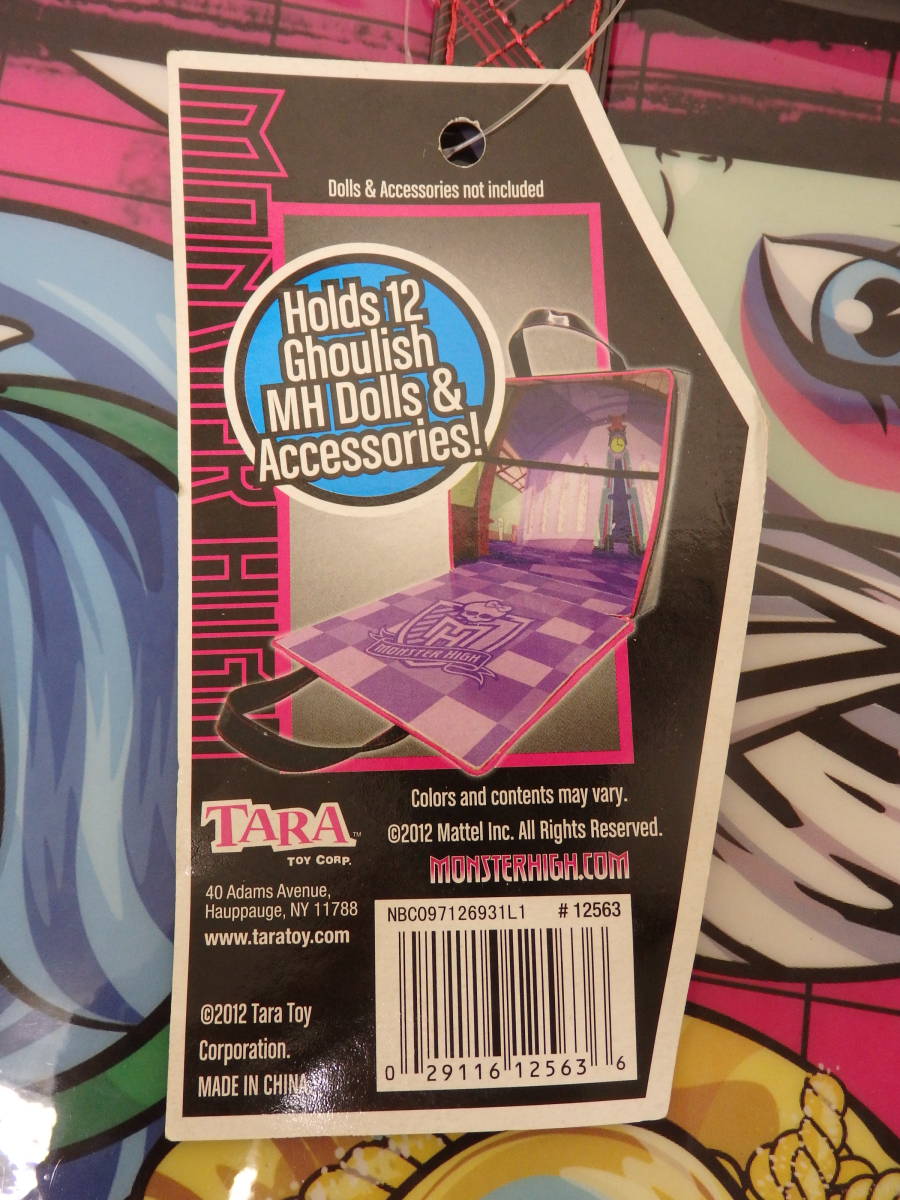 MONSTER HIGH
Dolls & Accessories not included
Holds 12
Ghoulish
MH Dolls &
Accessories!
MONSTER HIGH
TARA™
TOY CORP.
40 Adams Avenue,
Hauppauge, NY 11788
www.taratoy.com
©2012 Tara Toy
Corporation.
MADE IN CHINA
Colors and contents may vary.
©2012 Mattel Inc. All Rights Reserved.
MONSTERHIGH.COM
NBC097126931L1 # 12563
0 29116 12563 6